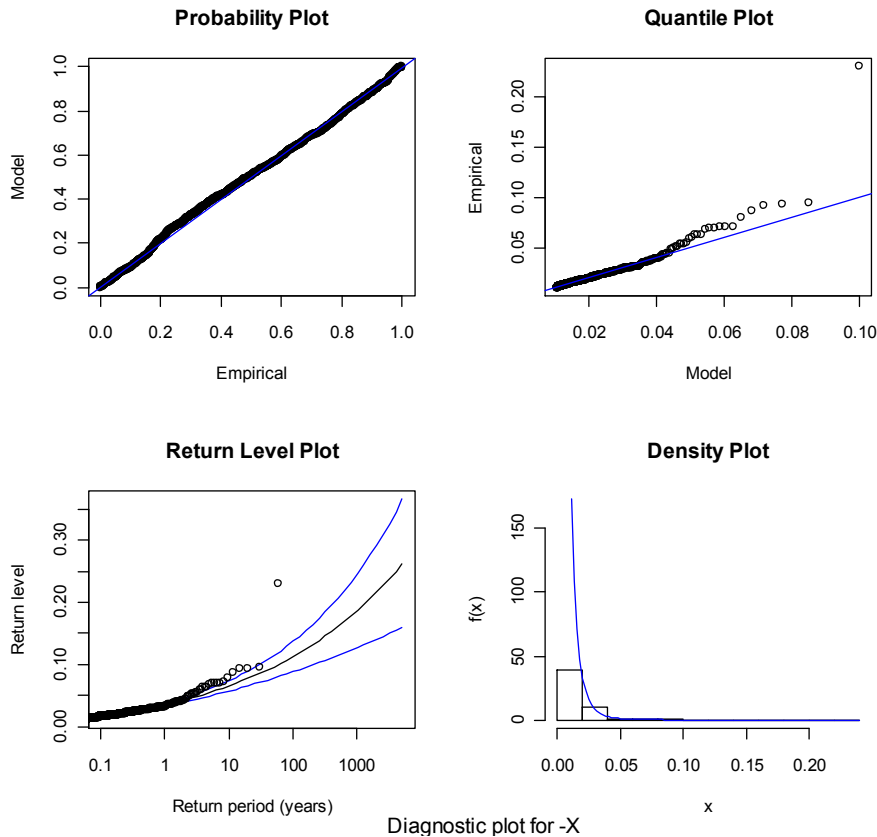 Probability Plot
Model
0.0 0.2 0.4 0.6 0.8 1.0
0.0 0.2 0.4 0.6 0.8 1.0
Empirical
Quantile Plot
Empirical
0.05 0.10 0.15 0.20
0.02 0.04 0.06 0.08 0.10
Model
Return Level Plot
Return level
0.00 0.10 0.20 0.30
0.1 1 10 100 1000
Return period (years)
Density Plot
f(x)
0 50 100 150
0.00 0.05 0.10 0.15 0.20
x
Diagnostic plot for -X